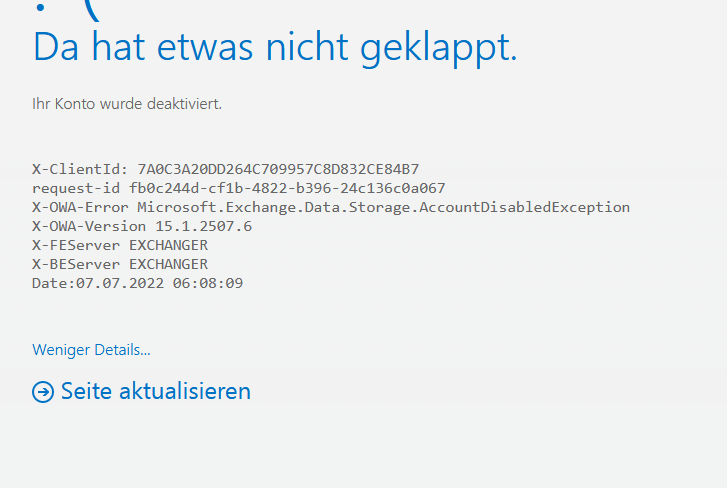 :(
Da hat etwas nicht geklappt.
Ihr Konto wurde deaktiviert.
X-ClientId: 7A0C3A20DD264C709957C8D832CE84B7
request-id fb0c244d-cf1b-4822-b396-24c136c0a067
X-OWA-Error Microsoft.Exchange.Data.Storage.AccountDisabledException
X-OWA-Version 15.1.2507.6
X-FEServer EXCHANGER
X-BEServer EXCHANGER
Date:07.07.2022 06:08:09
Weniger Details...
Seite aktualisieren